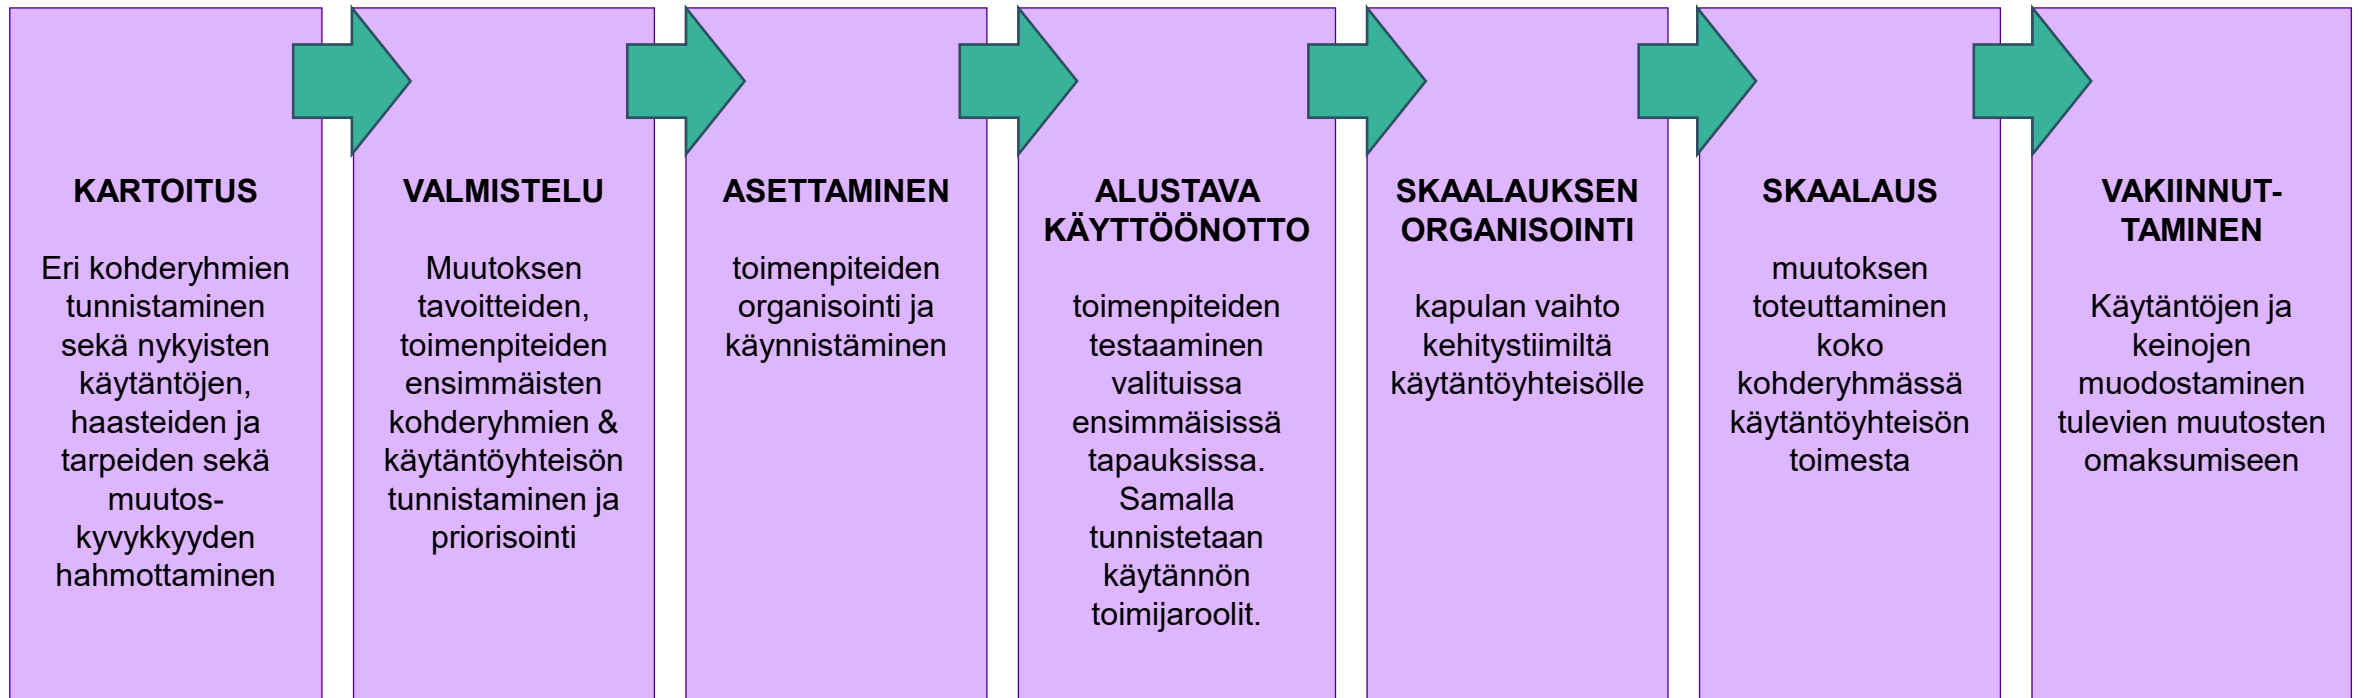 KARTOITUS
Eri kohderyhmien
tunnistaminen
sekä nykyisten
käytäntöjen,
haasteiden ja
tarpeiden sekä
muutos-
kyvykkyyden
hahmottaminen
VALMISTELU
Muutoksen
tavoitteiden,
toimenpiteiden
ensimmäisten
kohderyhmien &
käytäntöyhteisön
tunnistaminen ja
priorisointi
ASETTAMINEN
toimenpiteiden
organisointi ja
käynnistäminen
ALUSTAVA
KÄYTTÖÖNOTTO
toimenpiteiden
testaaminen
valituissa
ensimmäisissä
tapauksissa.
Samalla
tunnistetaan
käytännön
toimijaroolit.
SKAALAUKSEN
ORGANISOINTI
kapulan vaihto
kehitystiimiltä
käytäntöyhteisölle
SKAALAUS
muutoksen
toteuttaminen
koko
kohderyhmässä
käytäntöyhteisön
toimesta
VAKIINNUT-
TAMINEN
Käytäntöjen ja
keinojen
muodostaminen
tulevien muutosten
omaksumiseen